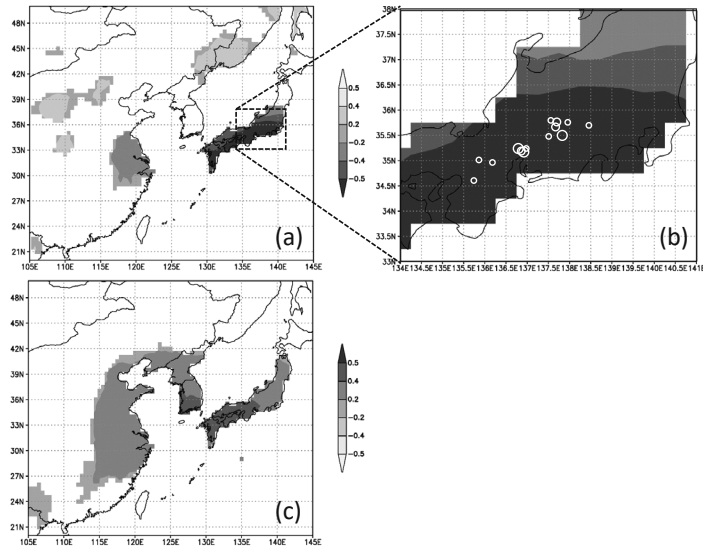 48N
45N
42N
39N
36N
33N
30N
27N
24N
21N
105E 110E 115E 120E 125E 130E 135E 140E 145E
(a)
0.5
0.4
0.2
−0.2
−0.4
−0.5
38N
37.5N
37N
36.5N
36N
35.5N
35N
34.5N
34N
33.5N
33N
134E 134.5E 135E 135.5E 136E 136.5E 137E 137.5E 138E 138.5E 139E 139.5E 140E 140.5E 141E
(b)
48N
45N
42N
39N
36N
33N
30N
27N
24N
21N
105E 110E 115E 120E 125E 130E 135E 140E 145E
(c)
0.5
0.4
0.2
−0.2
−0.4
−0.5